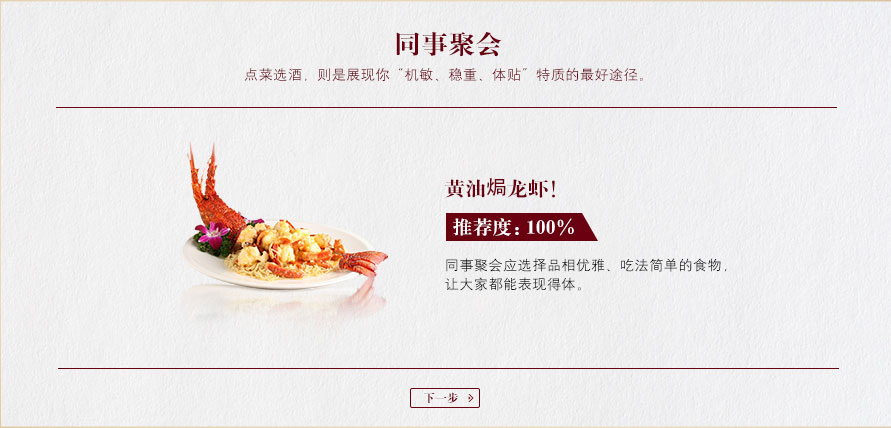 同事聚会
点菜选酒，则是展现你“机敏、稳重、体贴”特质的最好途径。
黄油焗龙虾！
推荐度：100%
同事聚会应选择品相优雅、吃法简单的食物，
让大家都能表现得体。
下一步 »